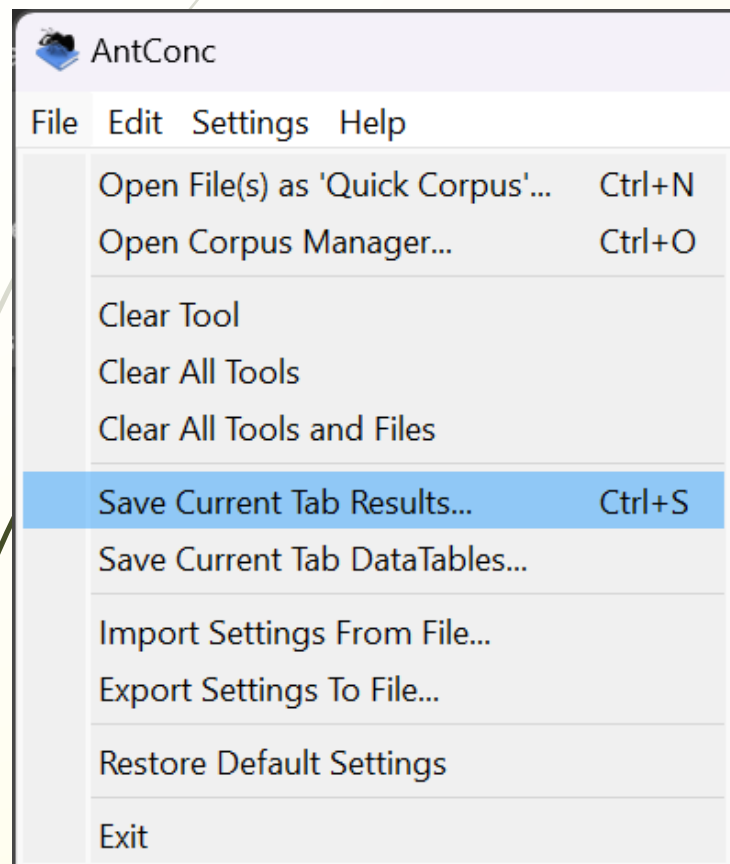 AntConc
File Edit Settings Help
Open File(s) as 'Quick Corpus'... Ctrl+N
Open Corpus Manager... Ctrl+O
Clear Tool
Clear All Tools
Clear All Tools and Files
Save Current Tab Results... Ctrl+S
Save Current Tab DataTables...
Import Settings From File...
Export Settings To File...
Restore Default Settings
Exit